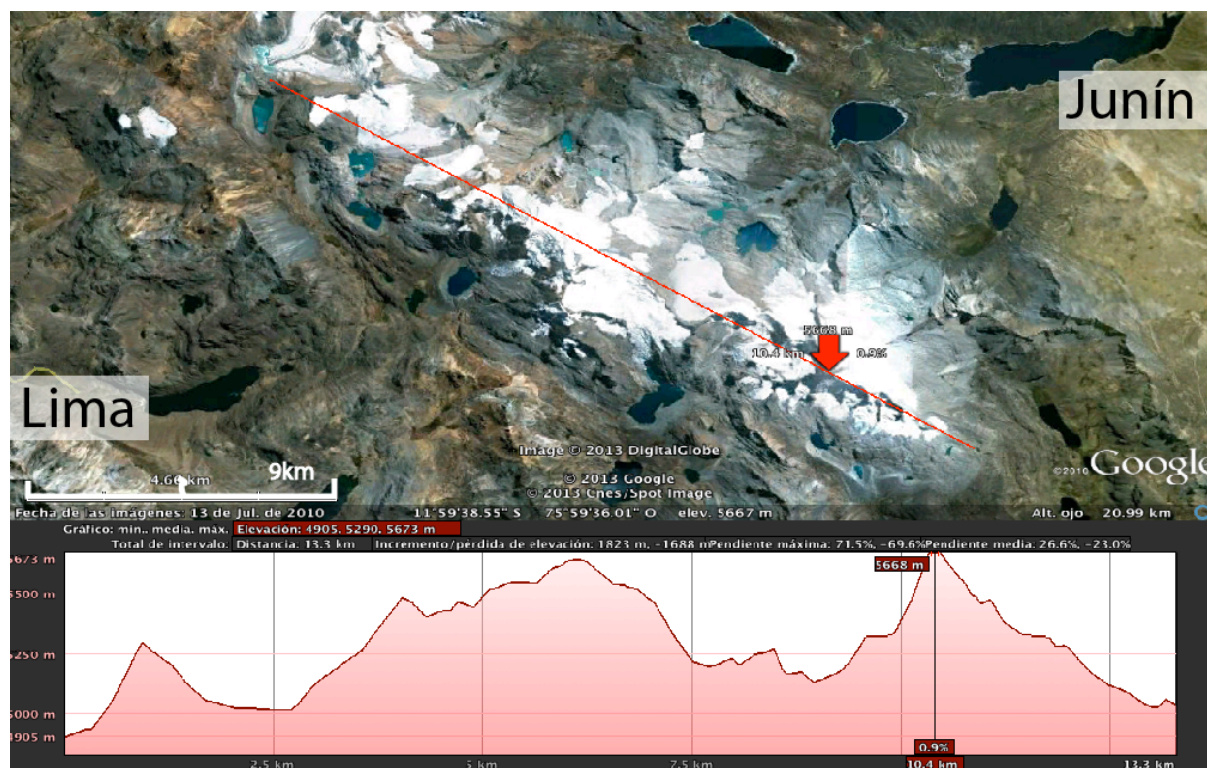 Junín
5668 m
10.4 km 0.9%
Lima
Image © 2013 DigitalGlobe
© 2013 Google
© 2013 Cnes/Spot Image
©2010 Google
4.66 km 9km
Fecha de las imágenes: 13 de Jul. de 2010 11°59'38.55" S 75°59'36.01" O elev. 5667 m Alt. ojo 20.99 km
Gráfico: mín., media, máx. Elevación: 4905, 5290, 5673 m
Total de intervalo: Distancia: 13.3 km Incremento/pérdida de elevación: 1823 m, -1688 m Pendiente máxima: 71.5%, -69.6% Pendiente media: 26.6%, -23.0%
5673 m
5668 m
5500 m
5250 m
5000 m
4905 m
0.9%
2.5 km 5 km 7.5 km 10.4 km 13.3 km